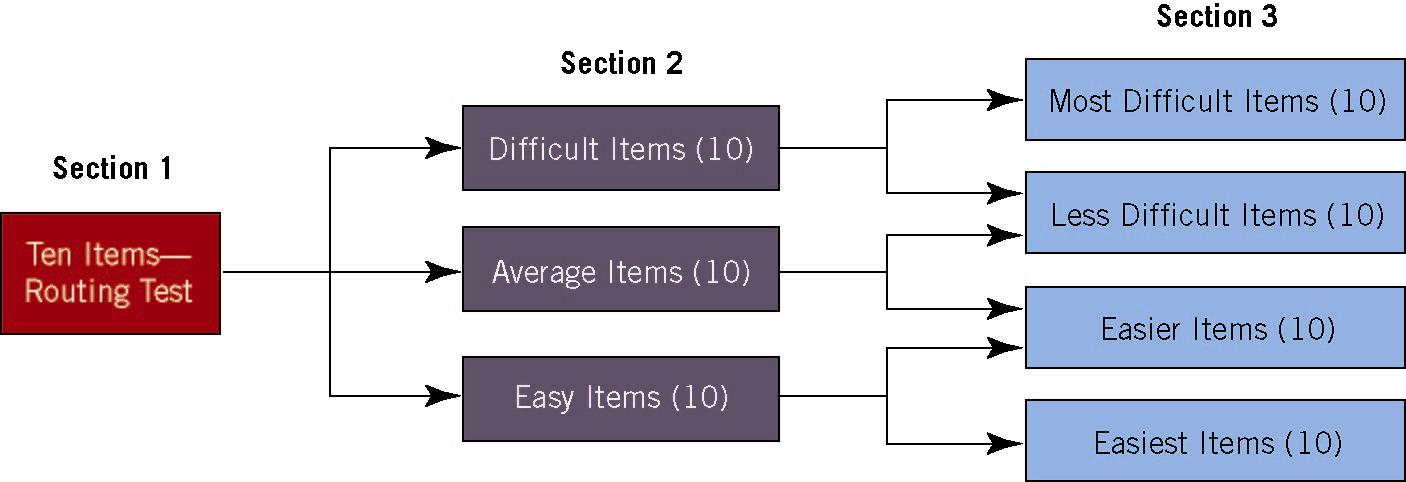 Section 1
Ten Items—
Routing Test
Section 2
Difficult Items (10)
Average Items (10)
Easy Items (10)
Section 3
Most Difficult Items (10)
Less Difficult Items (10)
Easier Items (10)
Easiest Items (10)